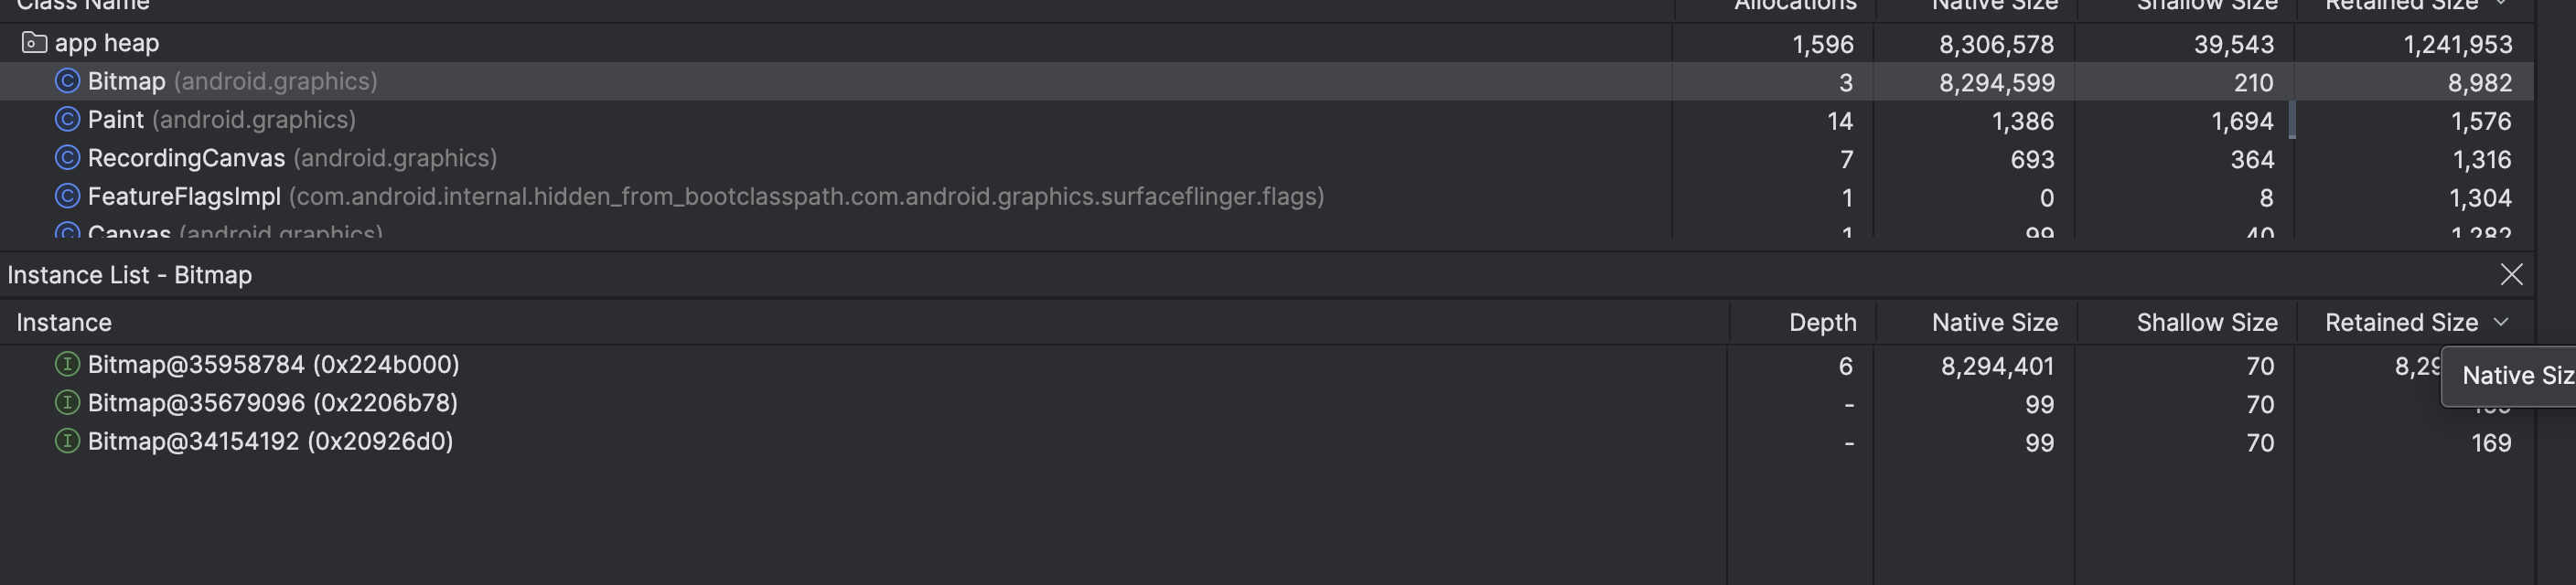 Class Name Allocations Native Size Shallow Size Retained Size
app heap 1,596 8,306,578 39,543 1,241,953
Bitmap (android.graphics) 3 8,294,599 210 8,982
Paint (android.graphics) 14 1,386 1,694 1,576
RecordingCanvas (android.graphics) 7 693 364 1,316
FeatureFlagsImpl (com.android.internal.hidden_from_bootclasspath.com.android.graphics.surfaceflinger.flags) 1 0 8 1,304
Canvas (android.graphics) 1 99 40 1,282
Instance List - Bitmap
Instance Depth Native Size Shallow Size Retained Size
Bitmap@35958784 (0x224b000) 6 8,294,401 70 8,29
Native Siz
Bitmap@35679096 (0x2206b78) - 99 70
Bitmap@34154192 (0x20926d0) - 99 70 169